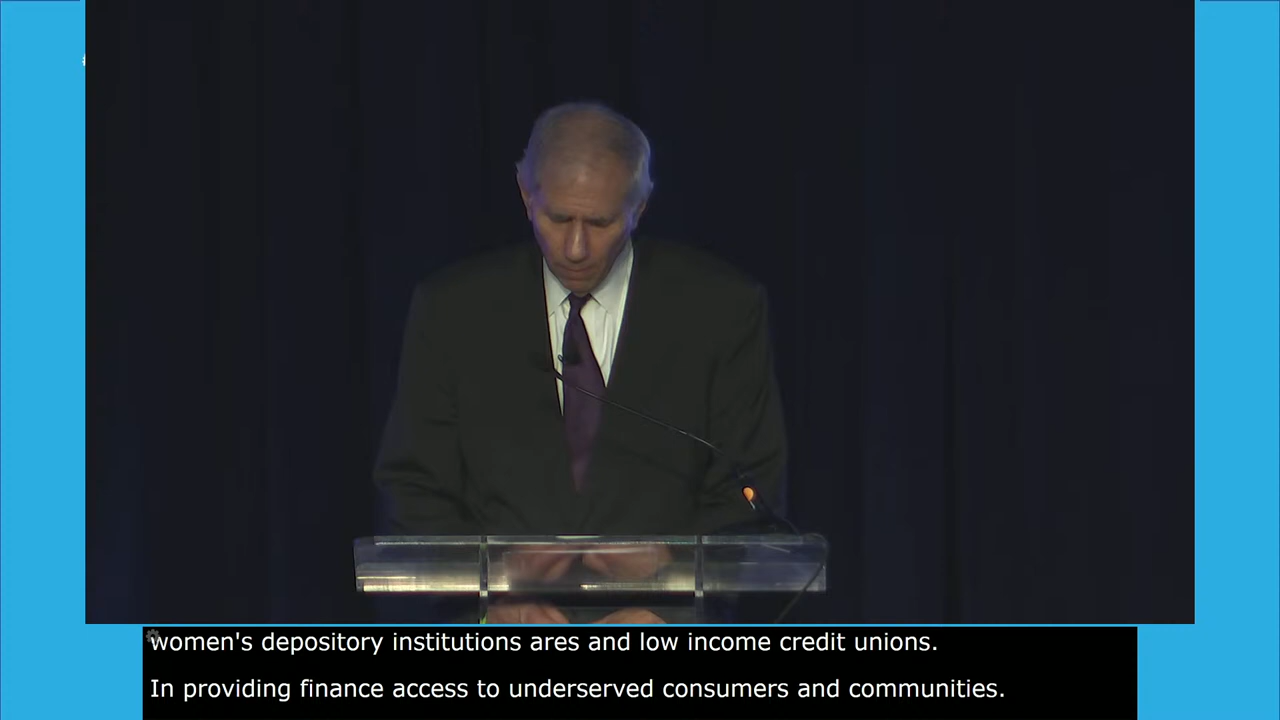 women's depository institutions ares and low income credit unions.
In providing finance access to underserved consumers and communities.